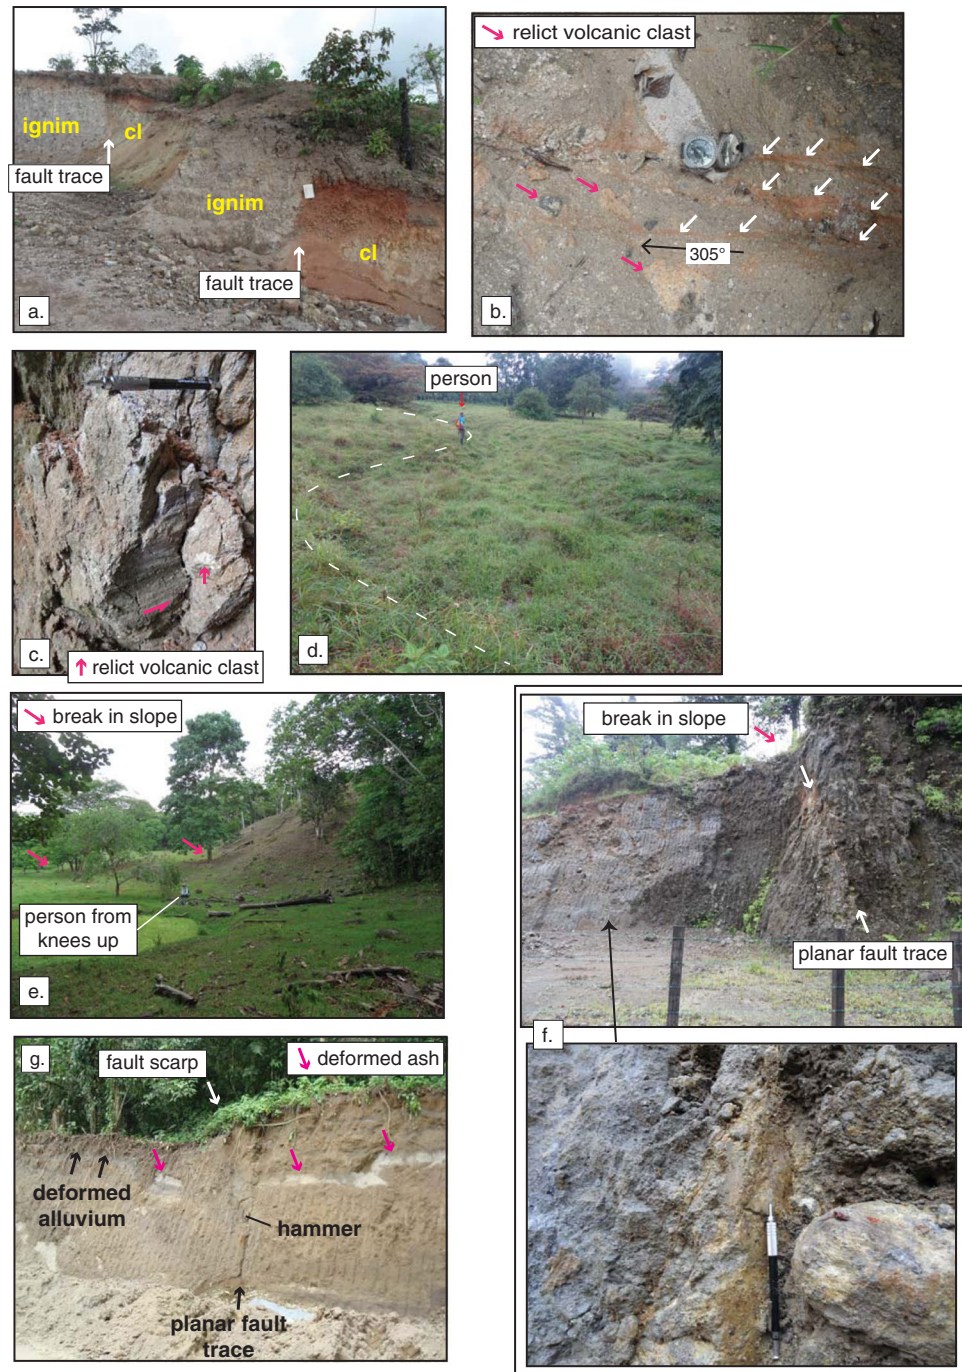 ignim
cl
fault trace
ignim
cl
fault trace
a.
relict volcanic clast
305°
b.
c.
relict volcanic clast
person
d.
break in slope
person from
knees up
e.
break in slope
planar fault trace
f.
g.
fault scarp
deformed ash
deformed
alluvium
hammer
planar fault
trace